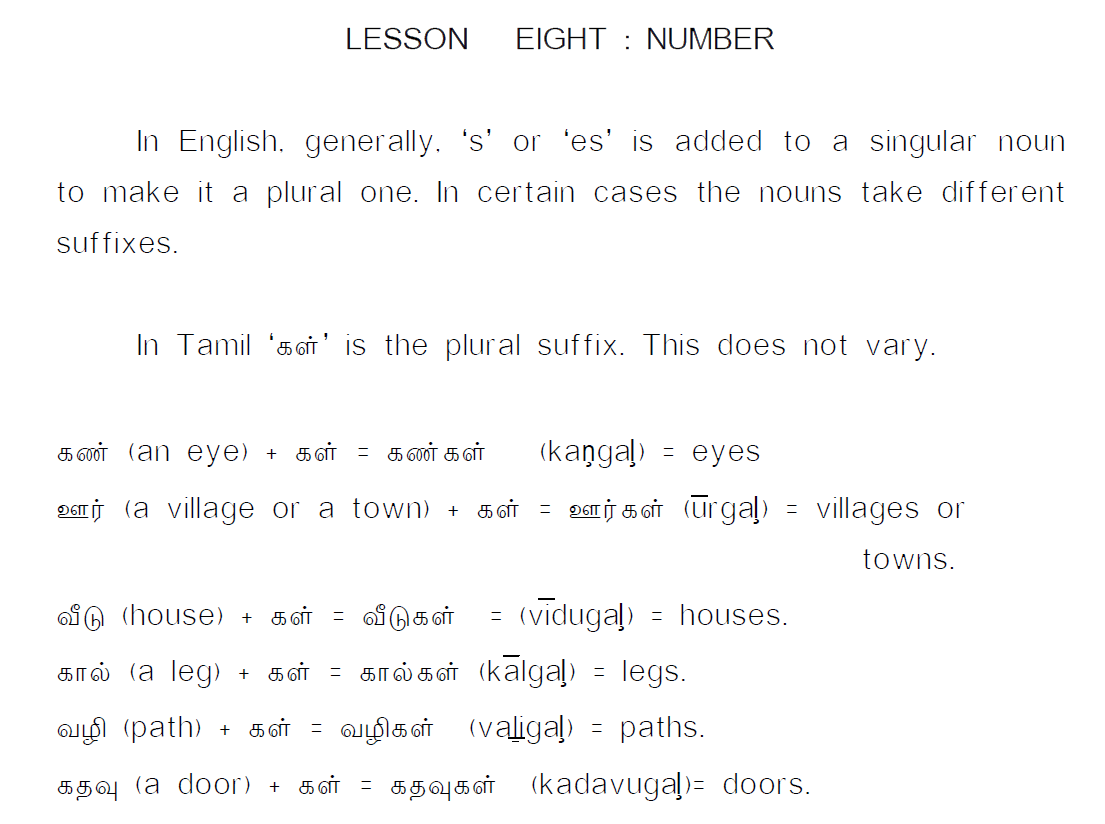 LESSON EIGHT : NUMBER
In English, generally, ‘s’ or ‘es’ is added to a singular noun
to make it a plural one. In certain cases the nouns take different
suffixes.
In Tamil ‘கள்’ is the plural suffix. This does not vary.
கண் (an eye) + கள் = கண்கள் (kaṇgaḷ) = eyes
ஊர் (a village or a town) + கள் = ஊர்கள் (ūrgaḷ) = villages or
towns.
வீடு (house) + கள் = வீடுகள் = (vīdugaḷ) = houses.
கால் (a leg) + கள் = கால்கள் (kālgaḷ) = legs.
வழி (path) + கள் = வழிகள் (vaḻigaḷ) = paths.
கதவு (a door) + கள் = கதவுகள் (kadavugaḷ)= doors.